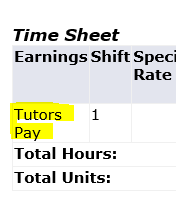 Time Sheet
Earnings Shift Speci
Rate
Tutors 1
Pay
Total Hours:
Total Units: